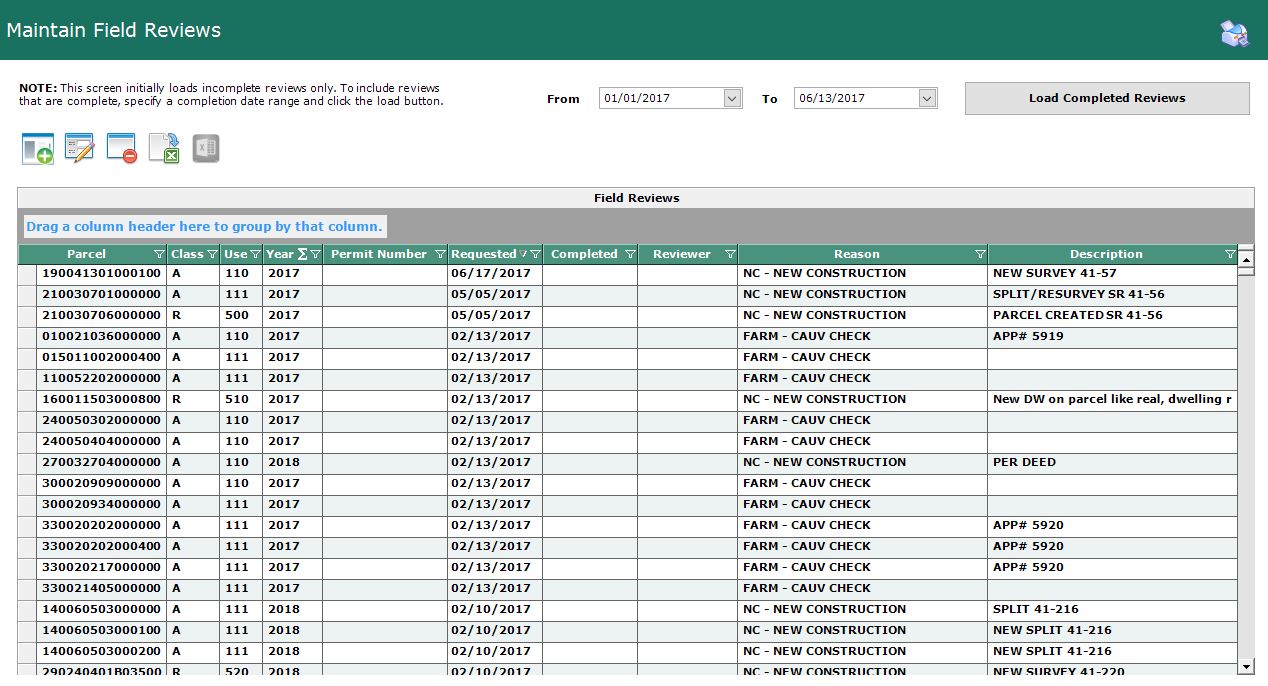 Maintain Field Reviews
NOTE: This screen initially loads incomplete reviews only. To include reviews
that are complete, specify a completion date range and click the load button.
From 01/01/2017 To 06/13/2017 Load Completed Reviews
Field Reviews
Drag a column header here to group by that column.
Parcel Class Use Year Σ Permit Number Requested Completed Reviewer Reason Description
190041301000100 A 110 2017 06/17/2017 NC - NEW CONSTRUCTION NEW SURVEY 41-57
210030701000000 A 111 2017 05/05/2017 NC - NEW CONSTRUCTION SPLIT/RESURVEY SR 41-56
210030706000000 R 500 2017 05/05/2017 NC - NEW CONSTRUCTION PARCEL CREATED SR 41-56
010021036000000 A 110 2017 02/13/2017 FARM - CAUV CHECK APP# 5919
015011002000400 A 111 2017 02/13/2017 FARM - CAUV CHECK
110052202000000 A 111 2017 02/13/2017 FARM - CAUV CHECK
160011503000800 R 510 2017 02/13/2017 NC - NEW CONSTRUCTION New DW on parcel like real, dwelling r
240050302000000 A 110 2017 02/13/2017 FARM - CAUV CHECK
240050404000000 A 110 2017 02/13/2017 FARM - CAUV CHECK
270032704000000 A 110 2018 02/13/2017 NC - NEW CONSTRUCTION PER DEED
300020909000000 A 110 2017 02/13/2017 FARM - CAUV CHECK
300020934000000 A 111 2017 02/13/2017 FARM - CAUV CHECK
330020202000000 A 111 2017 02/13/2017 FARM - CAUV CHECK APP# 5920
330020202000400 A 111 2017 02/13/2017 FARM - CAUV CHECK APP# 5920
330020217000000 A 111 2017 02/13/2017 FARM - CAUV CHECK APP# 5920
330021405000000 A 111 2017 02/13/2017 FARM - CAUV CHECK
140060503000000 A 111 2018 02/10/2017 NC - NEW CONSTRUCTION SPLIT 41-216
140060503000100 A 111 2018 02/10/2017 NC - NEW CONSTRUCTION NEW SPLIT 41-216
140060503000200 A 111 2018 02/10/2017 NC - NEW CONSTRUCTION NEW SPLIT 41-216
290240401B03500 R 520 2018 02/10/2017 NC - NEW CONSTRUCTION NEW SURVEY 41-220